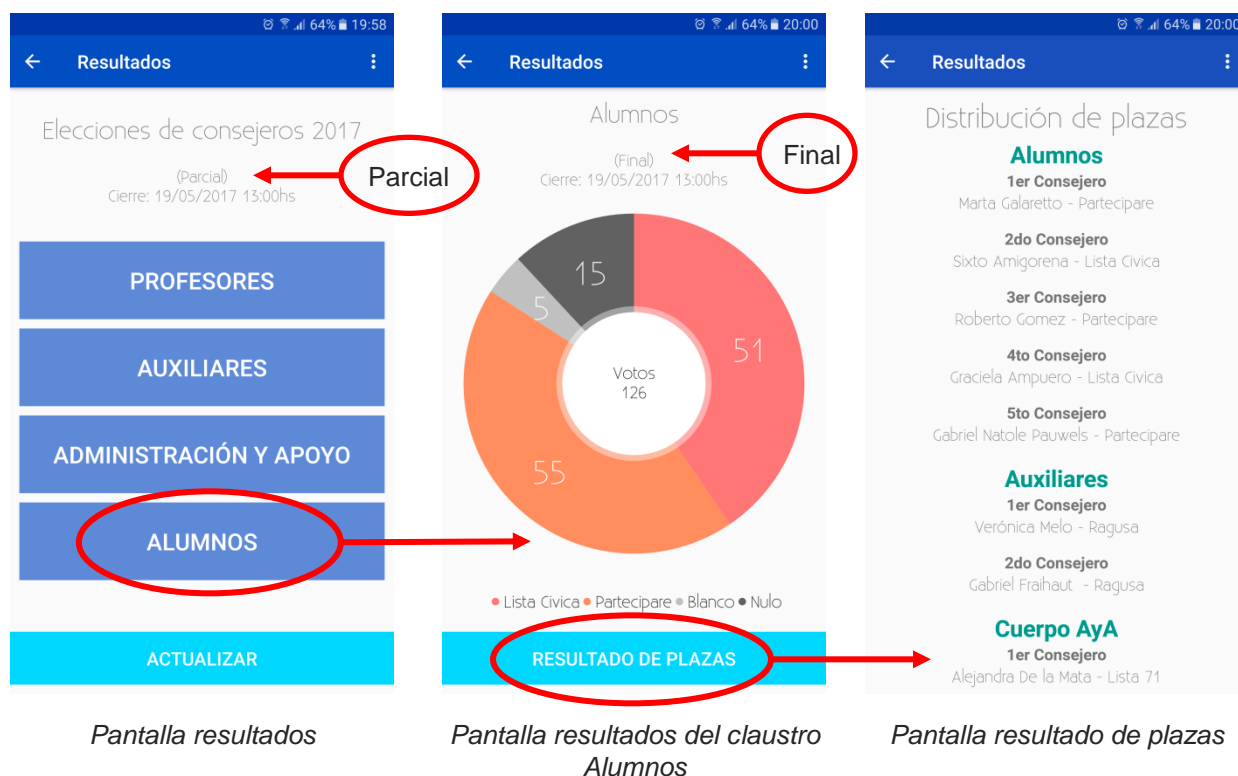 64% 19:58
Resultados
Elecciones de consejeros 2017
(Parcial)
Cierre: 19/05/2017 13:00hs
Parcial
PROFESORES
AUXILIARES
ADMINISTRACIÓN Y APOYO
ALUMNOS
ACTUALIZAR
Pantalla resultados
64% 20:00
Resultados
Alumnos
(Final)
Cierre: 19/05/2017 13:00hs
Final
15
5
51
Votos
126
55
Lista Civica Partecipare Blanco Nulo
RESULTADO DE PLAZAS
Pantalla resultados del claustro
Alumnos
64% 20:00
Resultados
Distribución de plazas
Alumnos
1er Consejero
Marta Galaretto - Partecipare
2do Consejero
Sixto Amigorena - Lista Civica
3er Consejero
Roberto Gomez - Partecipare
4to Consejero
Graciela Ampuero - Lista Civica
5to Consejero
Gabriel Natole Pauwels - Partecipare
Auxiliares
1er Consejero
Verónica Melo - Ragusa
2do Consejero
Gabriel Fraihaut - Ragusa
Cuerpo AyA
1er Consejero
Alejandra De la Mata - Lista 71
Pantalla resultado de plazas